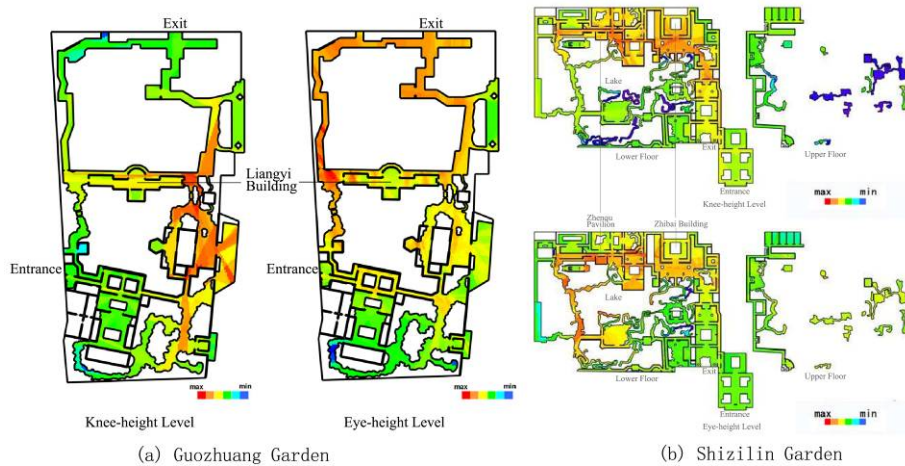 Exit
Exit
Liangyi
Building
Entrance
Entrance
max min
max min
Knee-height Level
Eye-height Level
(a) Guozhuang Garden
Lake
Lower Floor
Exit
Upper Floor
Entrance
Knee-height Level
max min
Zhenqu
Pavilion
Zhibai Building
Lake
Lower Floor
Exit
Upper Floor
Entrance
Eye-height Level
max min
(b) Shizilin Garden